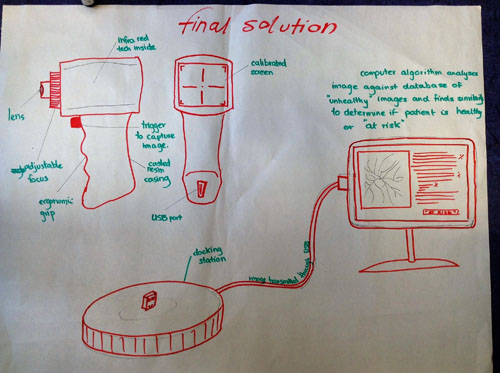 final solution
infra red
tech inside
calibrated
screen
lens
adjustable
focus
trigger
to capture
image.
coated
resin
casing
ergonomic
grip
USB port
computer algorithm analyses
image against database of
"unhealthy" images and finds similarity
to determine if patient is healthy
or "at risk"
docking
station
image transmitted through USB
AT RISK